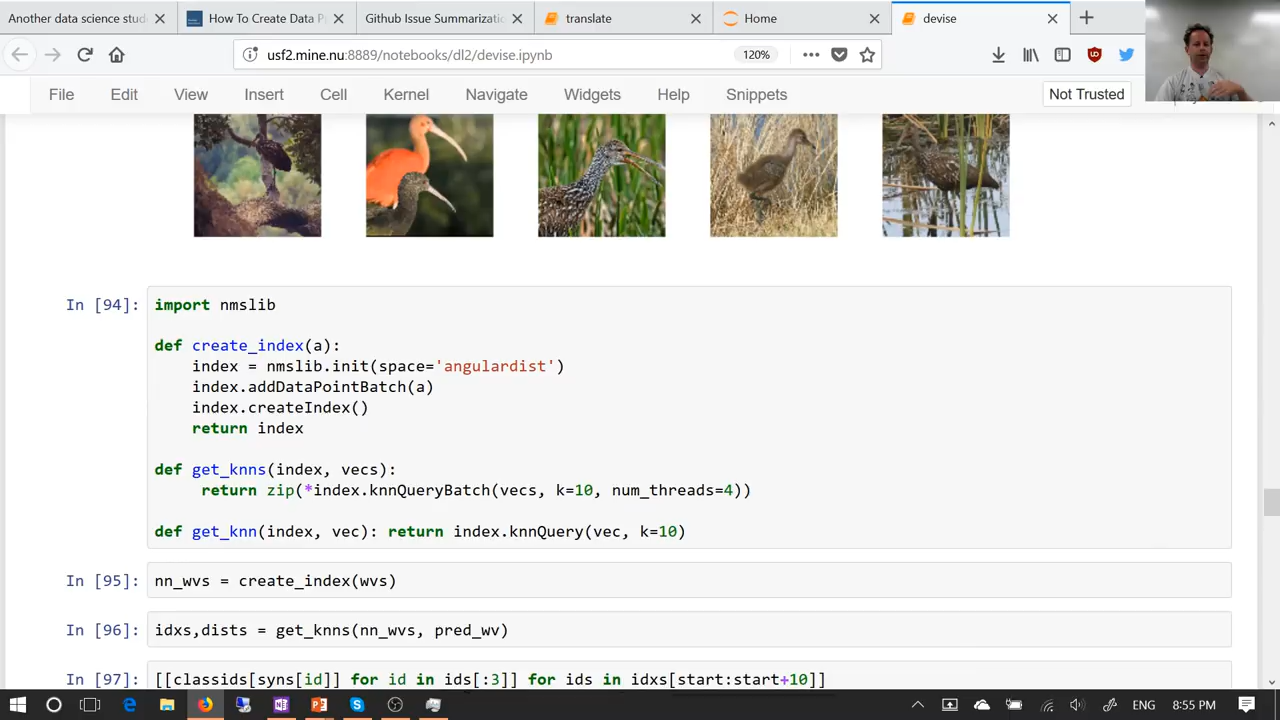 Another data science stud
How To Create Data P
Github Issue Summarizatio
translate
Home
devise
usf2.mine.nu:8889/notebooks/dl2/devise.ipynb
120%
File Edit View Insert Cell Kernel Navigate Widgets Help Snippets
Not Trusted
In [94]:
import nmslib
def create_index(a):
index = nmslib.init(space='angulardist')
index.addDataPointBatch(a)
index.createIndex()
return index
def get_knns(index, vecs):
return zip(*index.knnQueryBatch(vecs, k=10, num_threads=4))
def get_knn(index, vec): return index.knnQuery(vec, k=10)
In [95]:
nn_wvs = create_index(wvs)
In [96]:
idxs,dists = get_knns(nn_wvs, pred_wv)
In [97]:
[[classids[syns[id]] for id in ids[:3]] for ids in idxs[start:start+10]]
ENG
8:55 PM